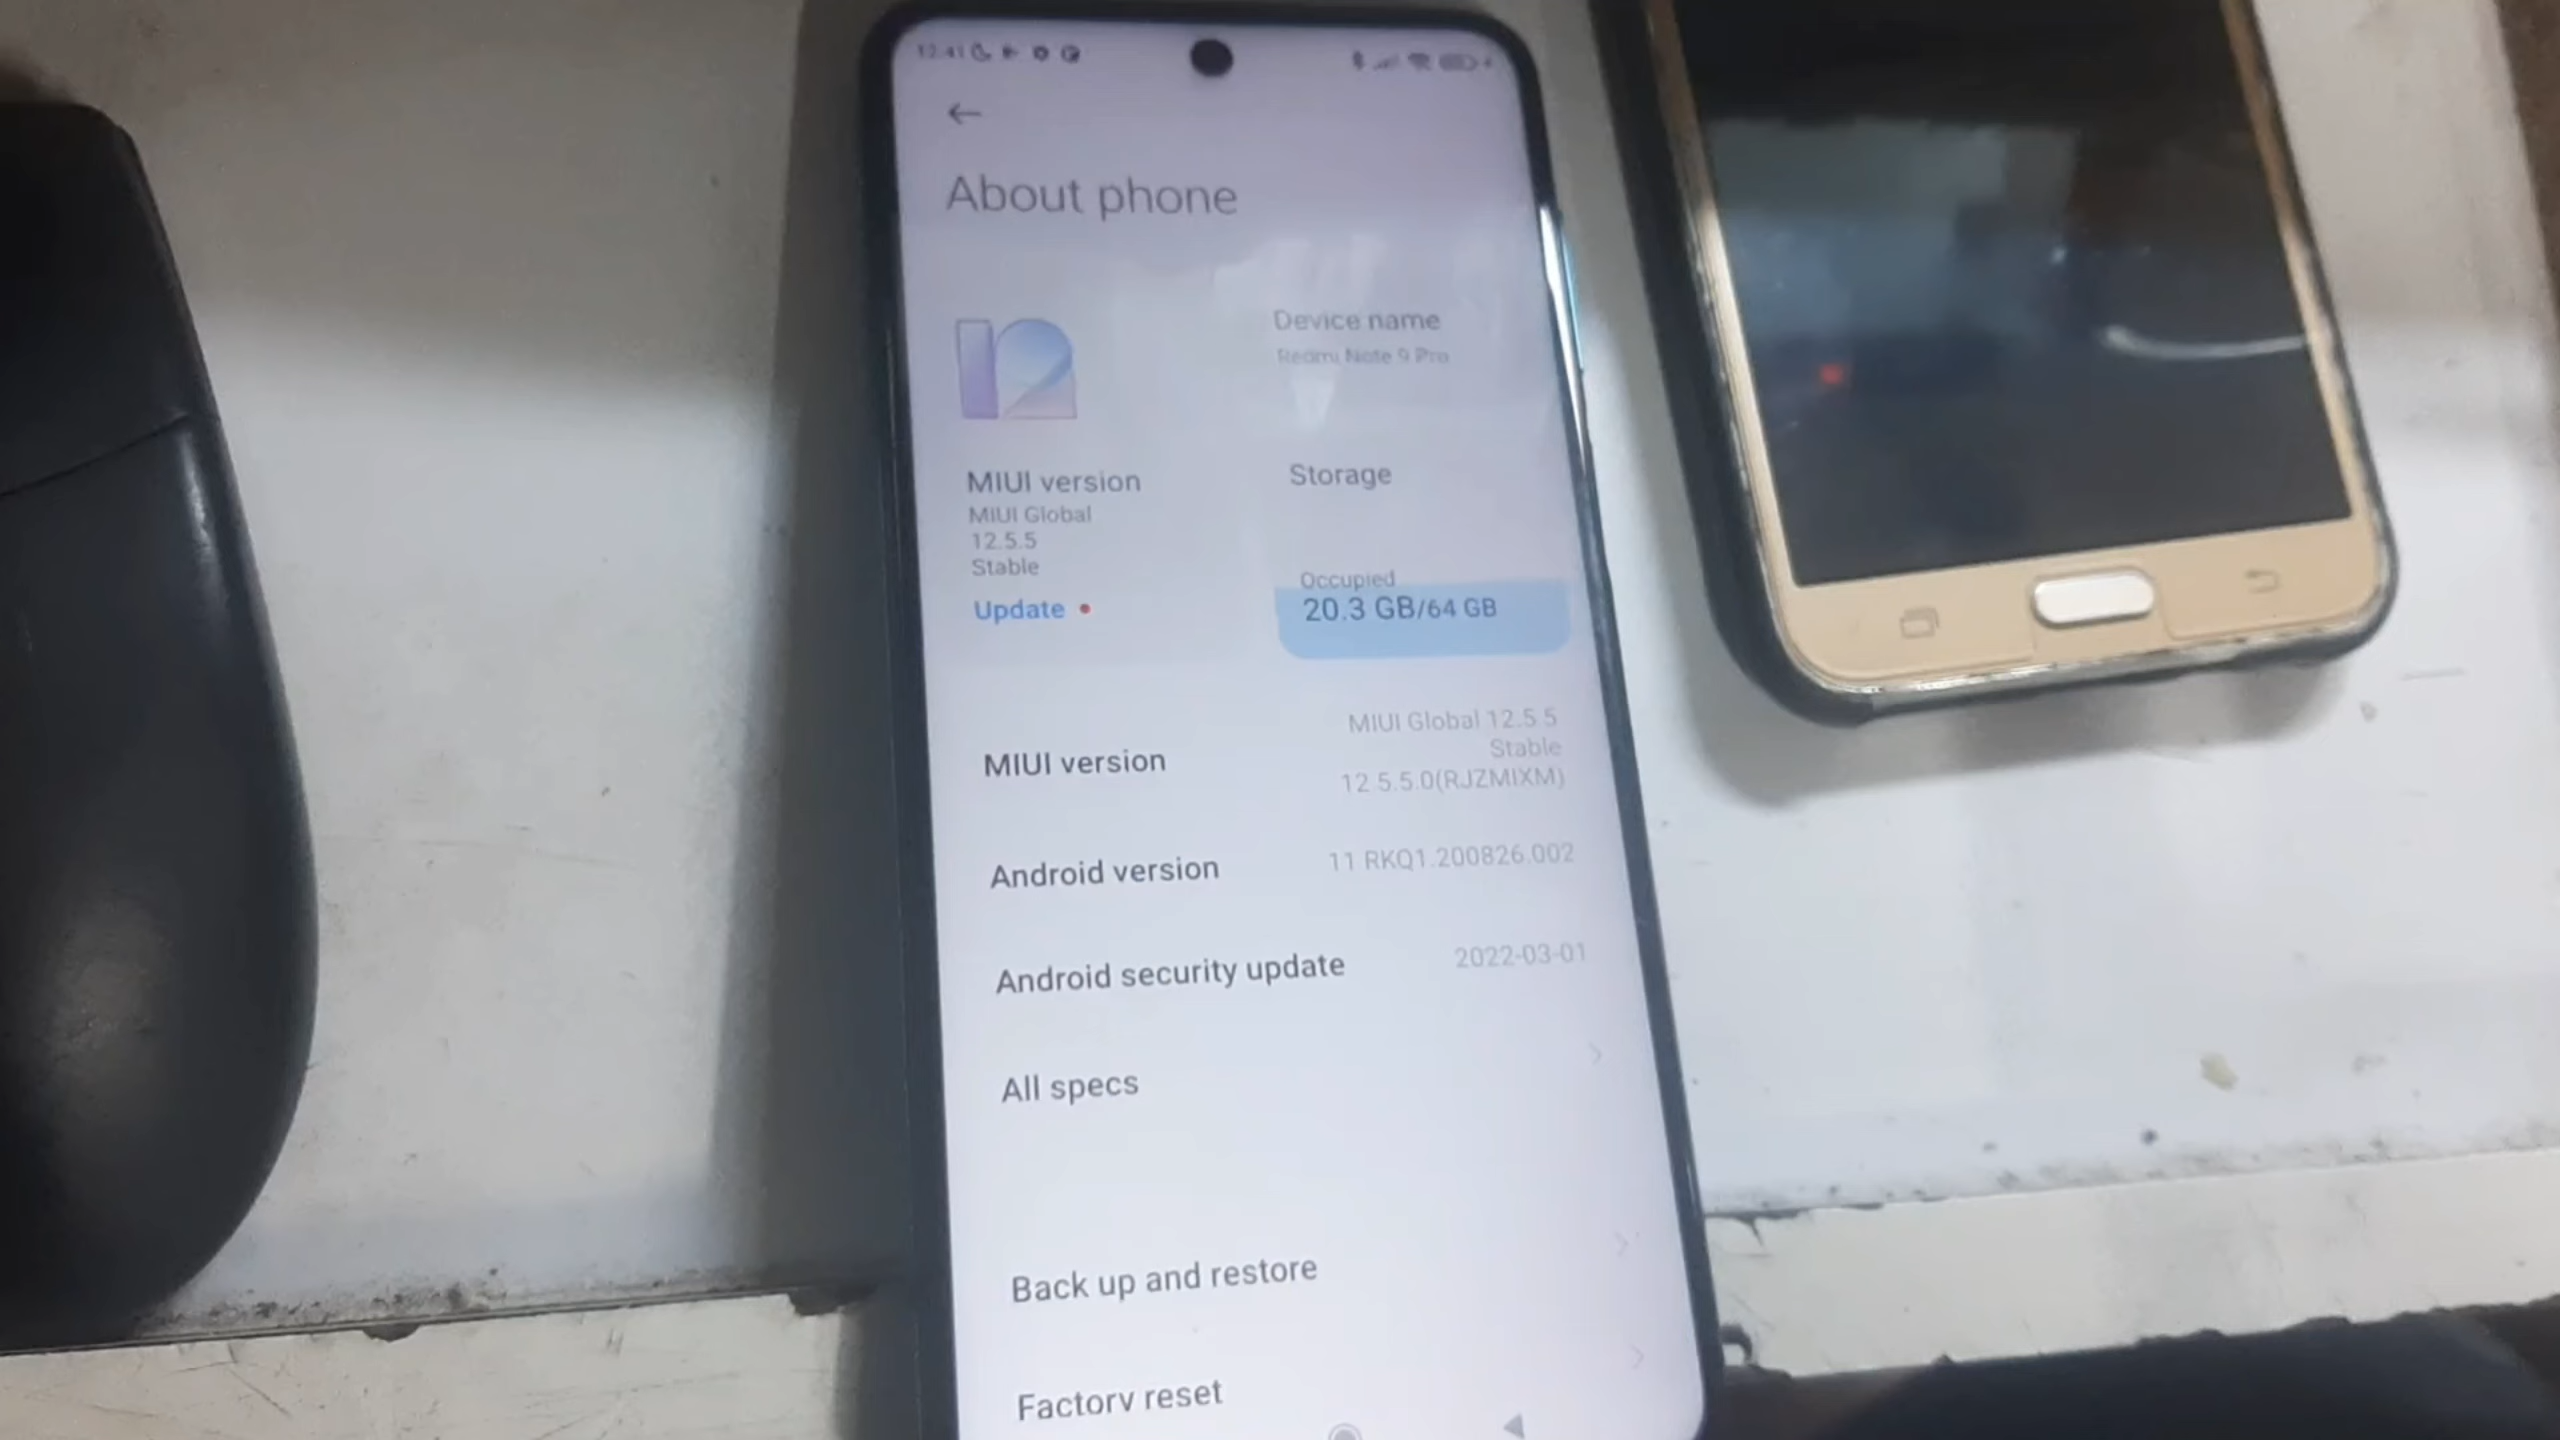 12:41
About phone
12
Device name
Redmi Note 9 Pro
MIUI version
MIUI Global
12.5.5
Stable
Update
Storage
Occupied
20.3 GB/64 GB
MIUI version
MIUI Global 12.5.5
Stable
12.5.5.0(RJZMIXM)
Android version
11 RKQ1.200826.002
Android security update
2022-03-01
All specs
Back up and restore
Factory reset